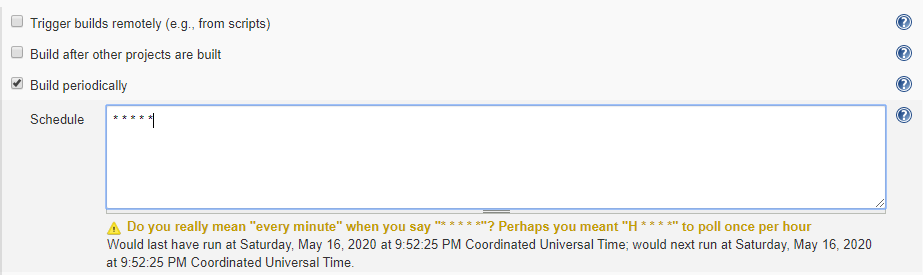 Trigger builds remotely (e.g., from scripts)
Build after other projects are built
Build periodically
Schedule
* * * * *
Do you really mean "every minute" when you say "* * * * *"? Perhaps you meant "H * * * *" to poll once per hour
Would last have run at Saturday, May 16, 2020 at 9:52:25 PM Coordinated Universal Time; would next run at Saturday, May 16, 2020
at 9:52:25 PM Coordinated Universal Time.